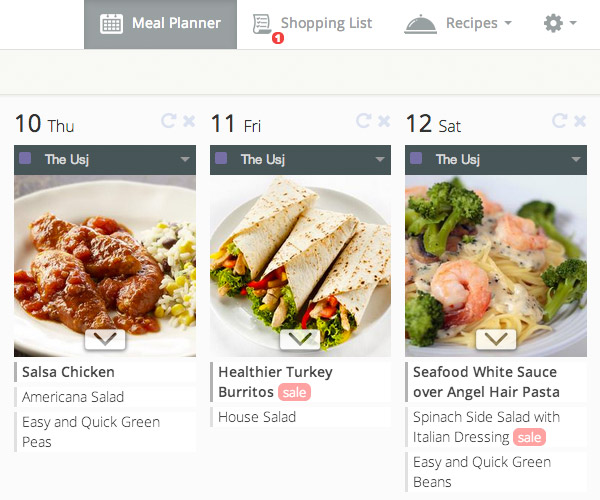 Meal Planner
Shopping List
1
Recipes
10 Thu
11 Fri
12 Sat
The Usj
The Usj
The Usj
Salsa Chicken
Americana Salad
Easy and Quick Green
Peas
Healthier Turkey
Burritos sale
House Salad
Seafood White Sauce
over Angel Hair Pasta
Spinach Side Salad with
Italian Dressing sale
Easy and Quick Green
Beans